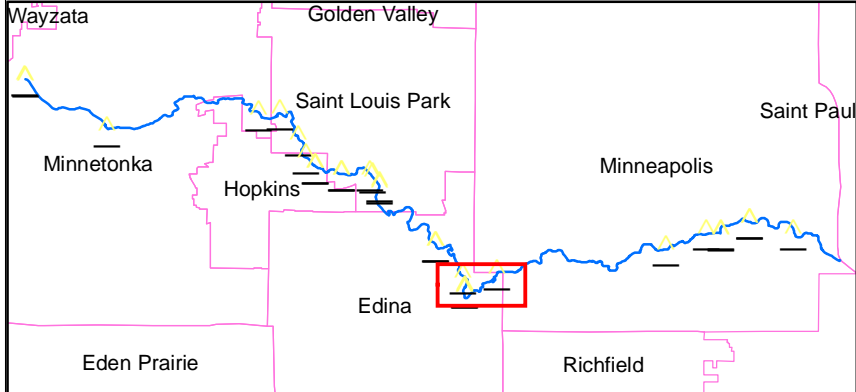 Wayzata
Golden Valley
Saint Louis Park
Saint Paul
Minnetonka
Minneapolis
Hopkins
Edina
Eden Prairie
Richfield